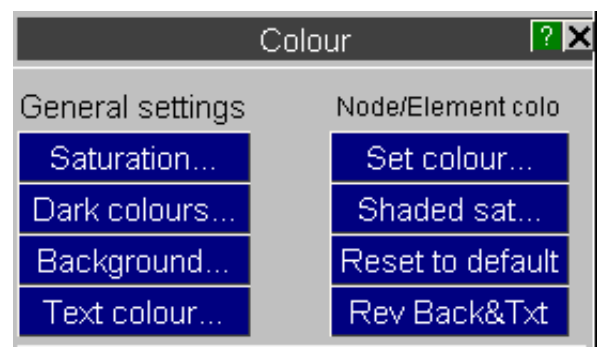 Colour ?
General settings
Node/Element colo
Saturation...
Set colour...
Dark colours...
Shaded sat...
Background...
Reset to default
Text colour...
Rev Back&Txt